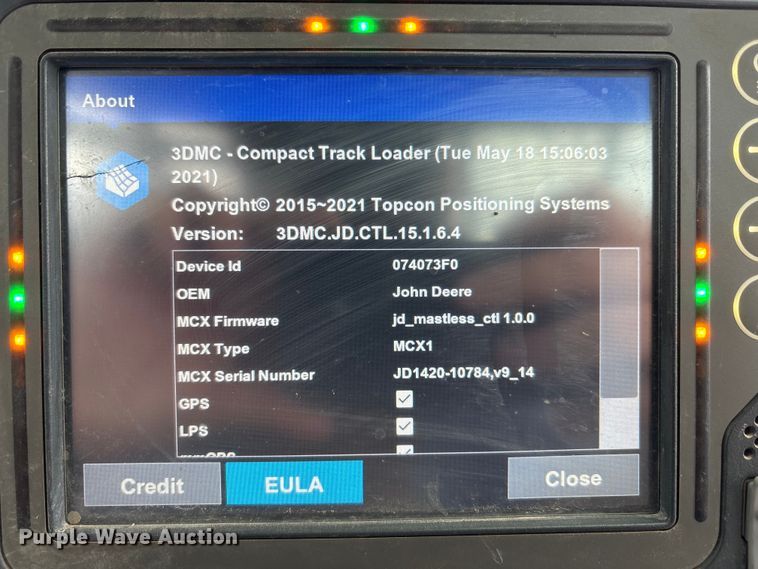 About
3DMC - Compact Track Loader (Tue May 18 15:06:03
2021)
Copyright© 2015~2021 Topcon Positioning Systems
Version: 3DMC.JD.CTL.15.1.6.4
Device Id 074073F0
OEM John Deere
MCX Firmware jd_mastless_ctl 1.0.0
MCX Type MCX1
MCX Serial Number JD1420-10784,v9_14
GPS
LPS
Credit EULA Close
Purple Wave Auction